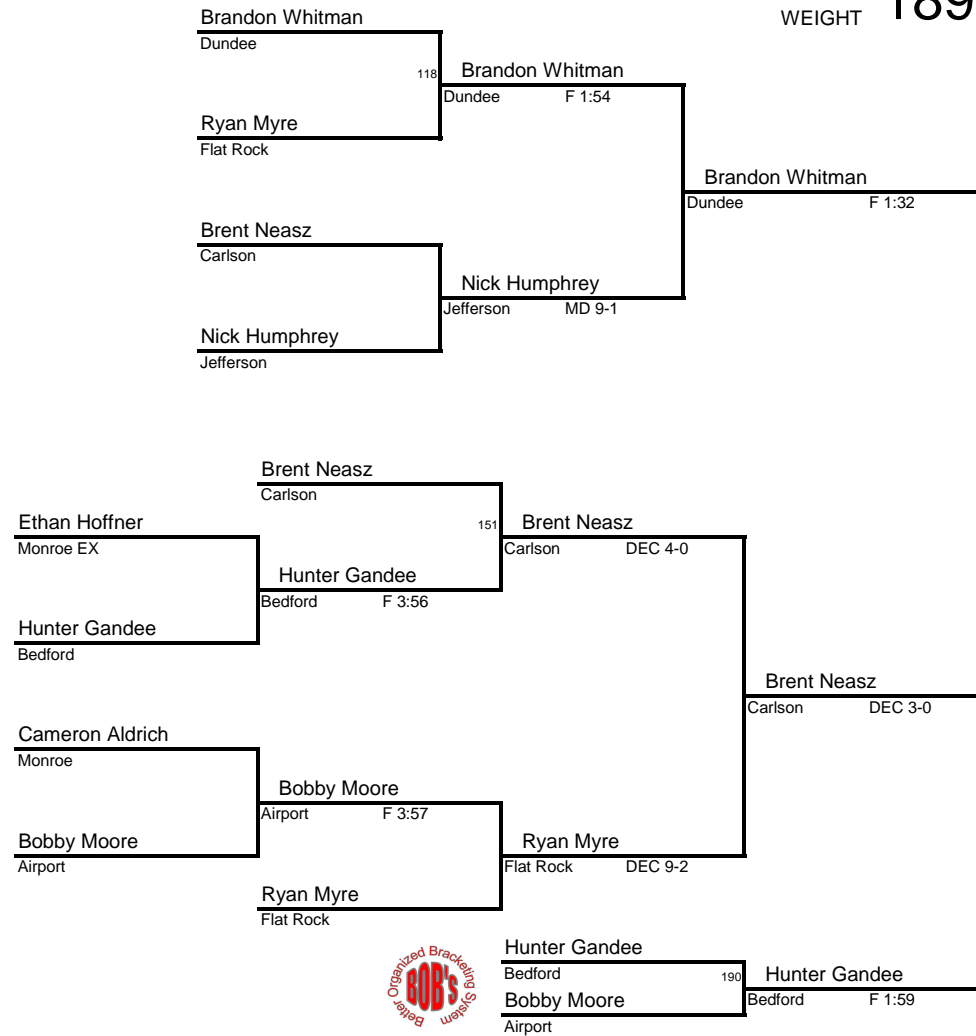 WEIGHT 189
Brandon Whitman
Dundee
118
Brandon Whitman
Dundee F 1:54
Ryan Myre
Flat Rock
Brandon Whitman
Dundee F 1:32
Brent Neasz
Carlson
Nick Humphrey
Jefferson MD 9-1
Nick Humphrey
Jefferson
Brent Neasz
Carlson
Ethan Hoffner
Monroe EX
151
Brent Neasz
Carlson DEC 4-0
Hunter Gandee
Bedford F 3:56
Hunter Gandee
Bedford
Brent Neasz
Carlson DEC 3-0
Cameron Aldrich
Monroe
Bobby Moore
Airport F 3:57
Bobby Moore
Airport
Ryan Myre
Flat Rock DEC 9-2
Ryan Myre
Flat Rock
Hunter Gandee
Bedford
190
Hunter Gandee
Bedford F 1:59
Bobby Moore
Airport
Better Organized Bracketing System
BOB's